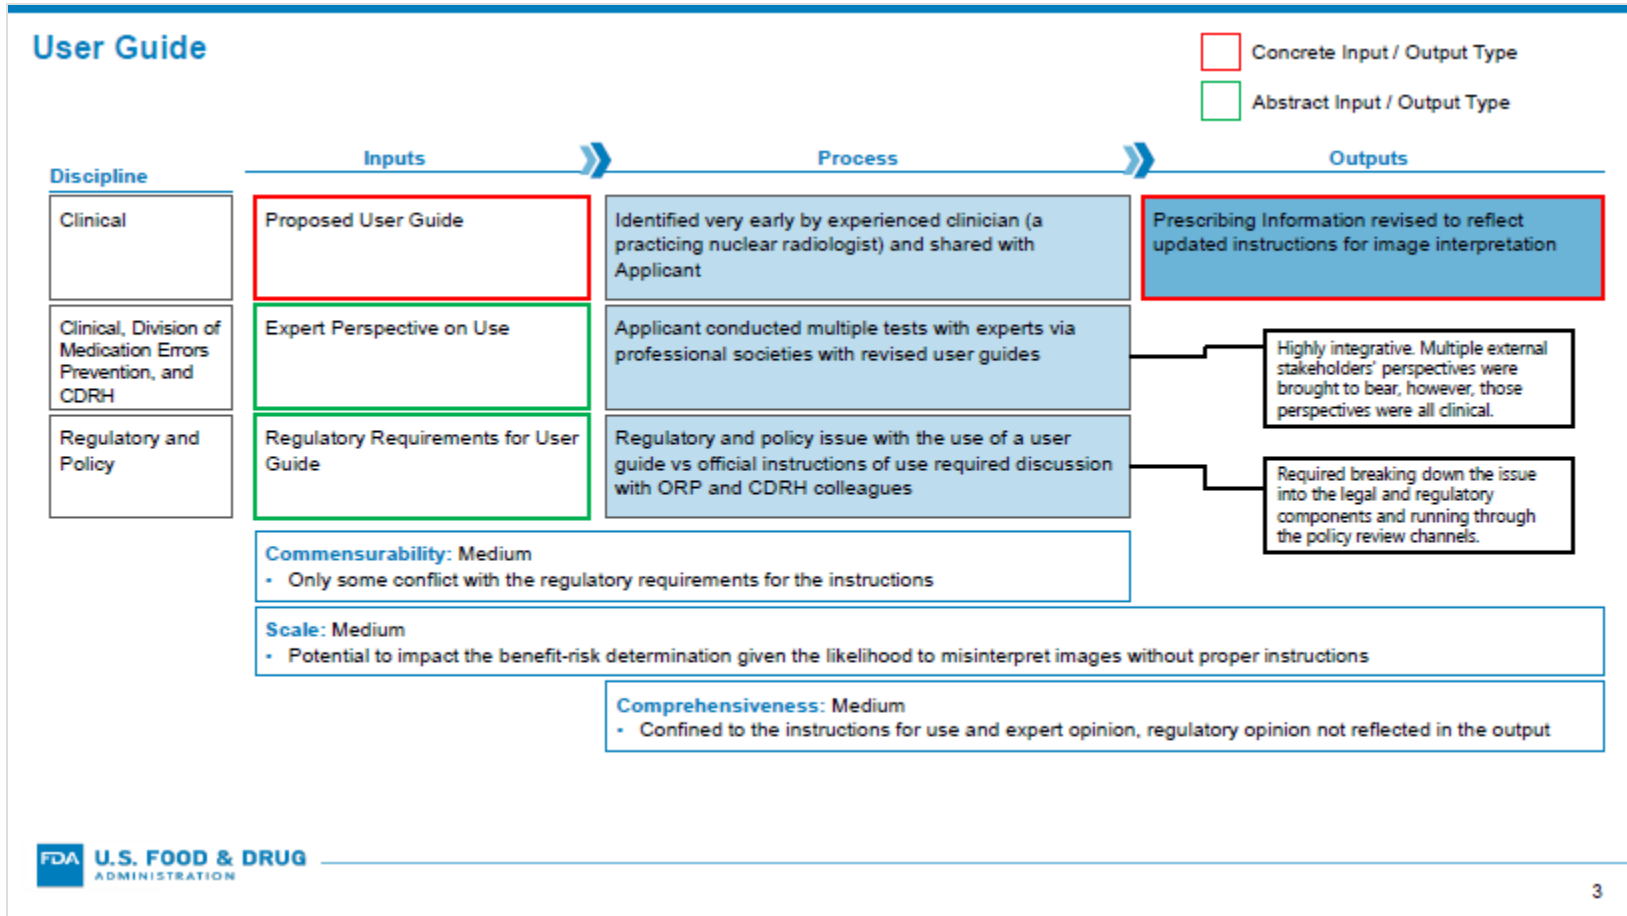 User Guide
Concrete Input / Output Type
Abstract Input / Output Type
Discipline
Inputs
Process
Outputs
Clinical
Proposed User Guide
Identified very early by experienced clinician (a
practicing nuclear radiologist) and shared with
Applicant
Prescribing Information revised to reflect
updated instructions for image interpretation
Clinical, Division of
Medication Errors
Prevention, and
CDRH
Expert Perspective on Use
Applicant conducted multiple tests with experts via
professional societies with revised user guides
Highly integrative. Multiple external
stakeholders' perspectives were
brought to bear, however, those
perspectives were all clinical.
Regulatory and
Policy
Regulatory Requirements for User
Guide
Regulatory and policy issue with the use of a user
guide vs official instructions of use required discussion
with ORP and CDRH colleagues
Required breaking down the issue
into the legal and regulatory
components and running through
the policy review channels.
Commensurability: Medium
• Only some conflict with the regulatory requirements for the instructions
Scale: Medium
• Potential to impact the benefit-risk determination given the likelihood to misinterpret images without proper instructions
Comprehensiveness: Medium
• Confined to the instructions for use and expert opinion, regulatory opinion not reflected in the output
FDA
U.S. FOOD & DRUG
ADMINISTRATION
3